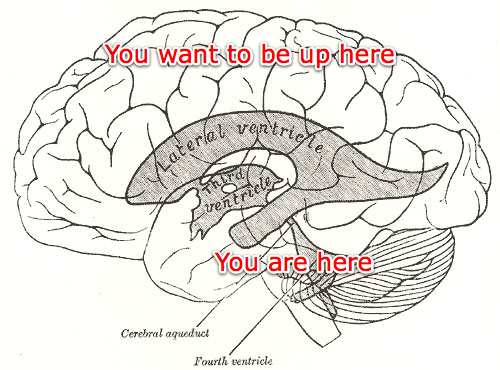 You want to be up here
Lateral ventricle
Third
ventricle
You are here
Cerebral aqueduct
Fourth ventricle